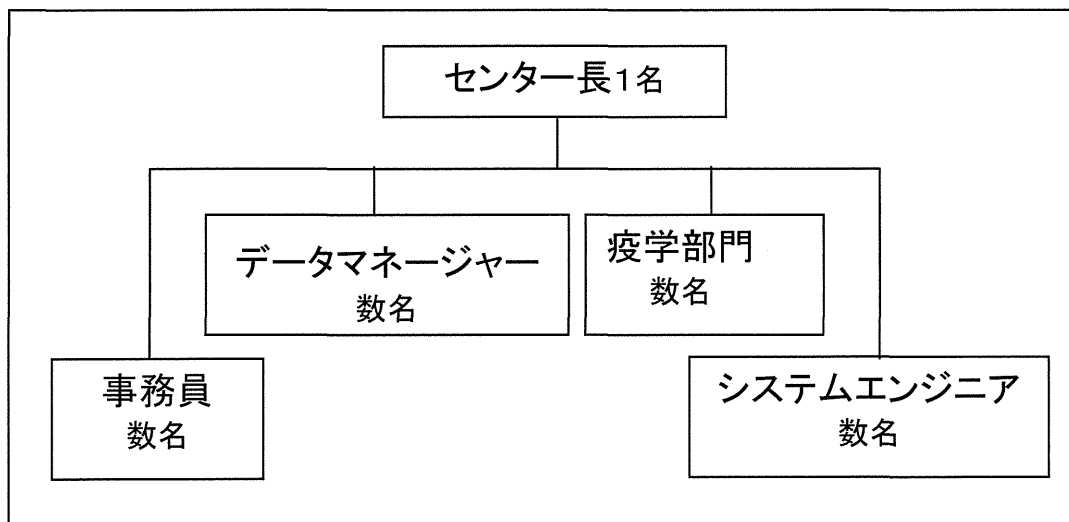 センター長1名
データマネージャー
数名
疫学部門
数名
事務員
数名
システムエンジニア
数名